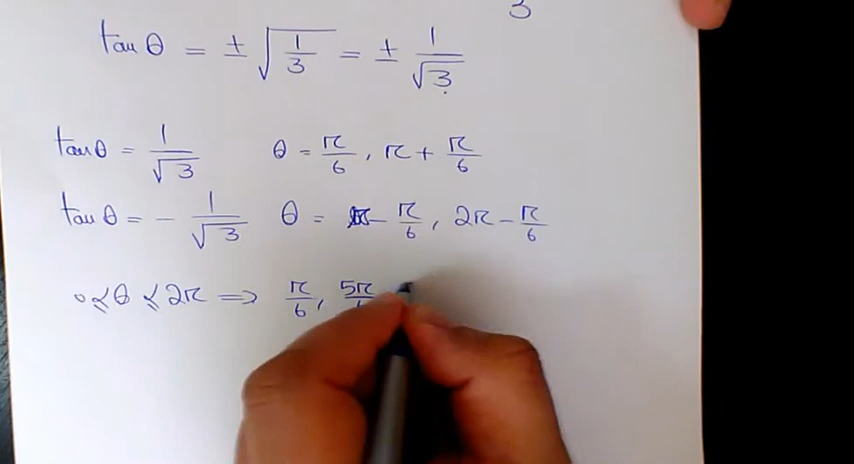 3
tan θ = ± √(1/3) = ± 1/√3
tan θ = 1/√3   θ = π/6, π + π/6
tan θ = - 1/√3   θ = π - π/6, 2π - π/6
0 ≤ θ ≤ 2π ⇒ π/6, 5π/6